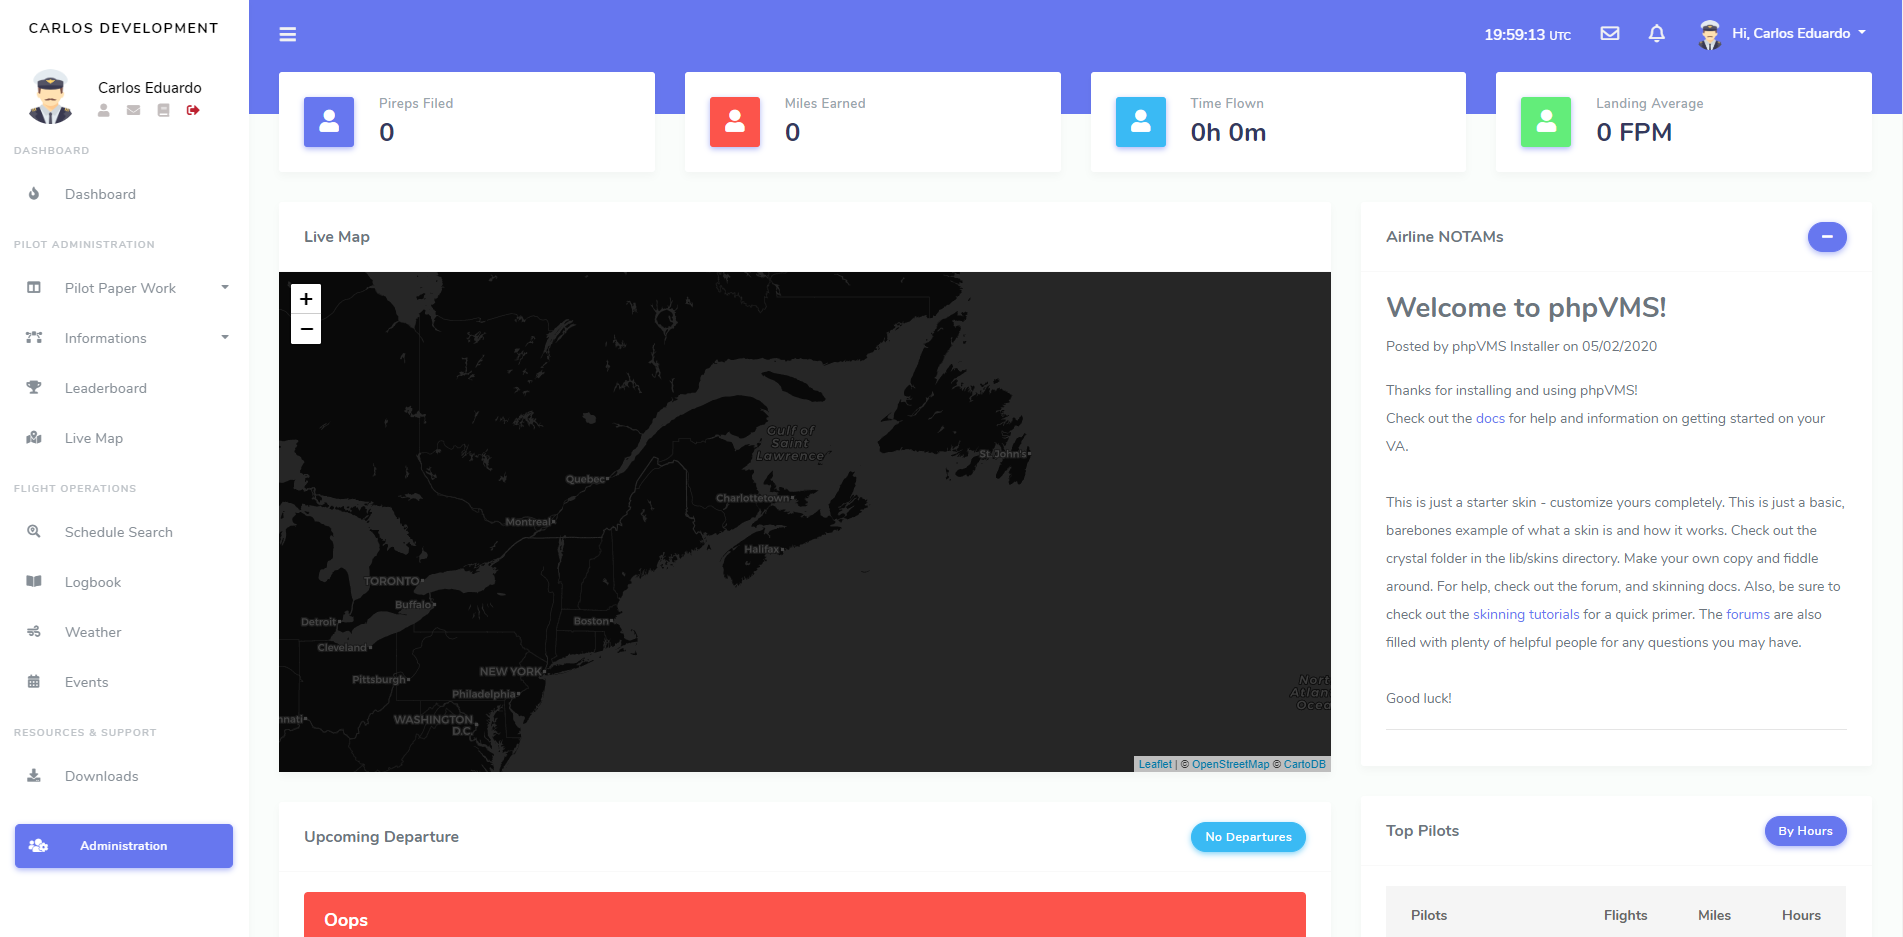 CARLOS DEVELOPMENT
Carlos Eduardo
DASHBOARD
Dashboard
PILOT ADMINISTRATION
Pilot Paper Work
Informations
Leaderboard
Live Map
FLIGHT OPERATIONS
Schedule Search
Logbook
Weather
Events
RESOURCES & SUPPORT
Downloads
Administration
19:59:13 UTC
Hi, Carlos Eduardo
Pireps Filed
0
Miles Earned
0
Time Flown
0h 0m
Landing Average
0 FPM
Live Map
+
−
Gulf of
Saint
Lawrence
St. John's
Quebec
Charlottetown
Montreal
Halifax
TORONTO
Buffalo
Detroit
Boston
Cleveland
NEW YORK
Pittsburgh
Philadelphia
nnati
WASHINGTON
D.C.
Nort
Atlan
Ocea
Leaflet | © OpenStreetMap © CartoDB
Airline NOTAMs
Welcome to phpVMS!
Posted by phpVMS Installer on 05/02/2020
Thanks for installing and using phpVMS!
Check out the docs for help and information on getting started on your
VA.
This is just a starter skin - customize yours completely. This is just a basic,
barebones example of what a skin is and how it works. Check out the
crystal folder in the lib/skins directory. Make your own copy and fiddle
around. For help, check out the forum, and skinning docs. Also, be sure to
check out the skinning tutorials for a quick primer. The forums are also
filled with plenty of helpful people for any questions you may have.
Good luck!
Upcoming Departure
No Departures
Oops
Top Pilots
By Hours
Pilots Flights Miles Hours